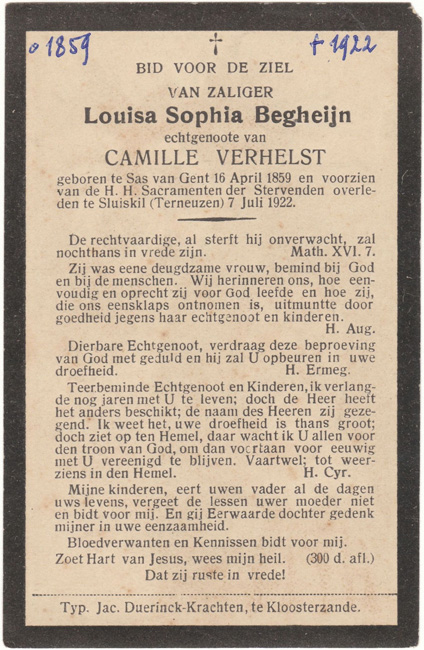 o 1859 † 1922
†
BID VOOR DE ZIEL
VAN ZALIGER
Louisa Sophia Begheijn
echtgenoote van
CAMILLE VERHELST
geboren te Sas van Gent 16 April 1859 en voorzien
van de H. H. Sacramenten der Stervenden overle-
den te Sluiskil (Terneuzen) 7 Juli 1922.
De rechtvaardige, al sterft hij onverwacht, zal
nochthans in vrede zijn. Math. XVI. 7.
Zij was eene deugdzame vrouw, bemind bij God
en bij de menschen. Wij herinneren ons, hoe een-
voudig en oprecht zij voor God leefde en hoe zij,
die ons eensklaps ontnomen is, uitmuntte door
goedheid jegens haar echtgenoot en kinderen.
H. Aug.
Dierbare Echtgenoot, verdraag deze beproeving
van God met geduld en hij zal U opbeuren in uwe
droefheid. H. Ermeg.
Teerbeminde Echtgenoot en Kinderen, ik verlang-
de nog jaren met U te leven; doch de Heer heeft
het anders beschikt; de naam des Heeren zij geze-
gend. Ik weet het, uwe droefheid is thans groot;
doch ziet op ten Hemel, daar wacht ik U allen voor
den troon van God, om dan voortaan voor eeuwig
met U vereenigd te blijven. Vaartwel; tot weer-
ziens in den Hemel. H. Cyr.
Mijne kinderen, eert uwen vader al de dagen
uws levens, vergeet de lessen uwer moeder niet
en bidt voor mij. En gij Eerwaarde dochter gedenk
mijner in uwe eenzaamheid.
Bloedverwanten en Kennissen bidt voor mij.
Zoet Hart van Jesus, wees mijn heil. (300 d. afl.)
Dat zij ruste in vrede!
Typ. Jac. Duerinck-Krachten, te Kloosterzande.